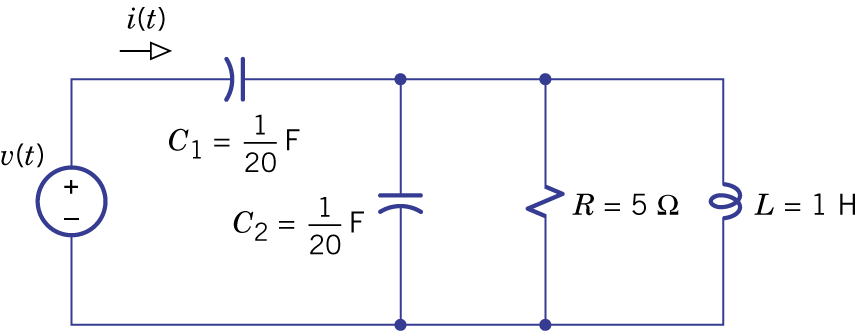 i(t)
v(t)
+
−
C₁ = 1/20 F
C₂ = 1/20 F
R = 5 Ω
L = 1 H